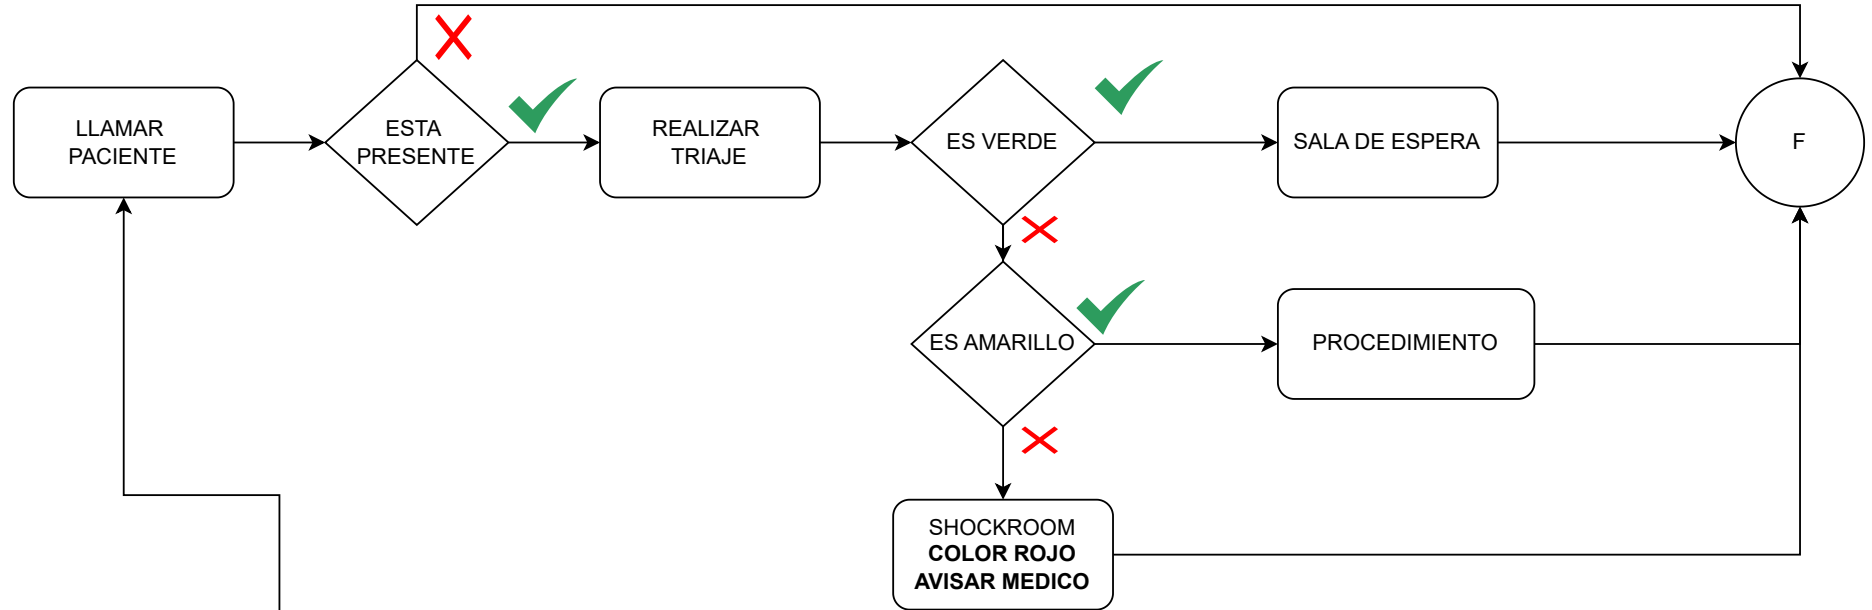 LLAMAR
PACIENTE
ESTA
PRESENTE
REALIZAR
TRIAJE
ES VERDE
SALA DE ESPERA
F
ES AMARILLO
PROCEDIMIENTO
SHOCKROOM
COLOR ROJO
AVISAR MEDICO